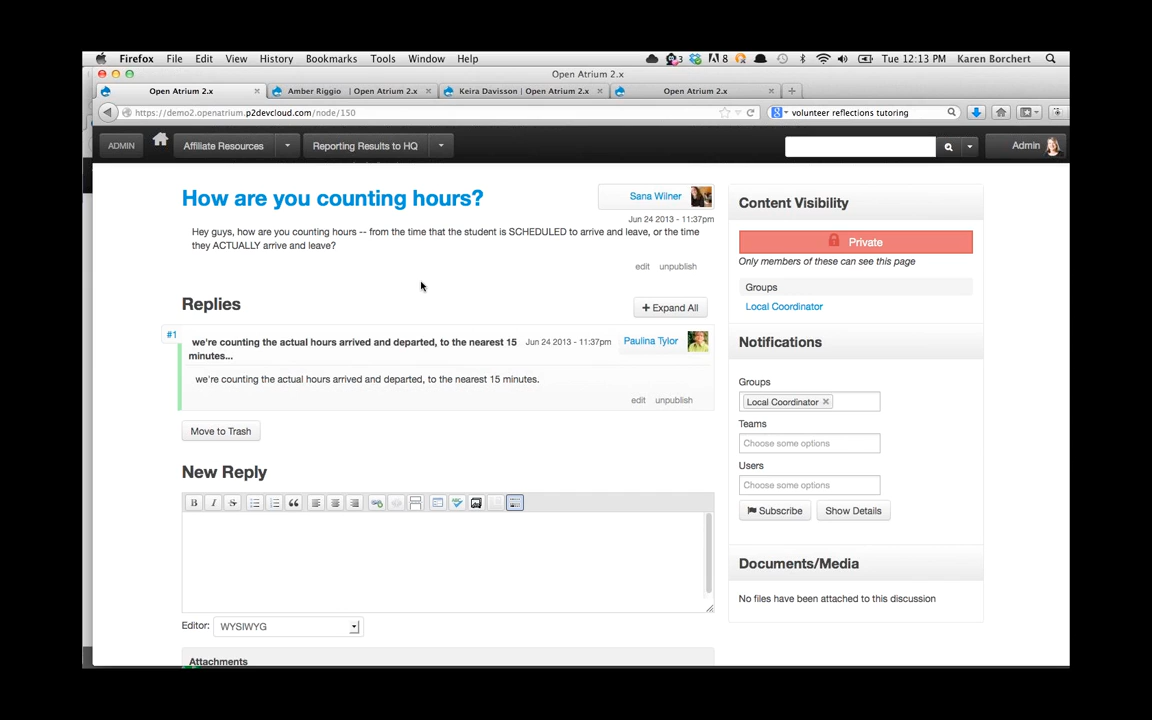 Firefox File Edit View History Bookmarks Tools Window Help 3 8 Tue 12:13 PM Karen Borchert
Open Atrium 2.x
Open Atrium 2.x Amber Riggio | Open Atrium 2.x Keira Davisson | Open Atrium 2.x Open Atrium 2.x
https://demo2.openatrium.p2devcloud.com/node/150 volunteer reflections tutoring
ADMIN Affiliate Resources Reporting Results to HQ Admin
How are you counting hours?
Sana Wilner
Jun 24 2013 - 11:37pm
Hey guys, how are you counting hours -- from the time that the student is SCHEDULED to arrive and leave, or the time
they ACTUALLY arrive and leave?
edit unpublish
Replies
+ Expand All
#1
we're counting the actual hours arrived and departed, to the nearest 15
minutes...
Jun 24 2013 - 11:37pm
Paulina Tylor
we're counting the actual hours arrived and departed, to the nearest 15 minutes.
edit unpublish
Move to Trash
New Reply
B I S
Editor: WYSIWYG
Attachments
Content Visibility
Private
Only members of these can see this page
Groups
Local Coordinator
Notifications
Groups
Local Coordinator ×
Teams
Choose some options
Users
Choose some options
Subscribe Show Details
Documents/Media
No files have been attached to this discussion